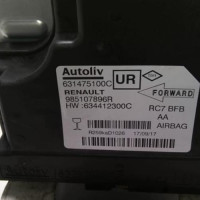 Autoliv
UR
631475100C
RENAULT
FORWARD
985107896R
HW :634412300C
RC7 BFB
AA
AIRBAG